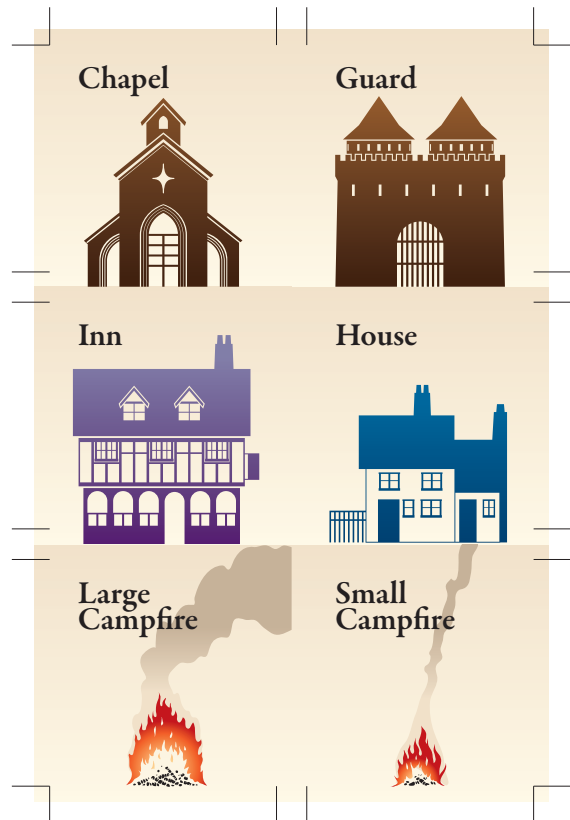 Chapel
Guard
Inn
House
Large
Campfire
Small
Campfire